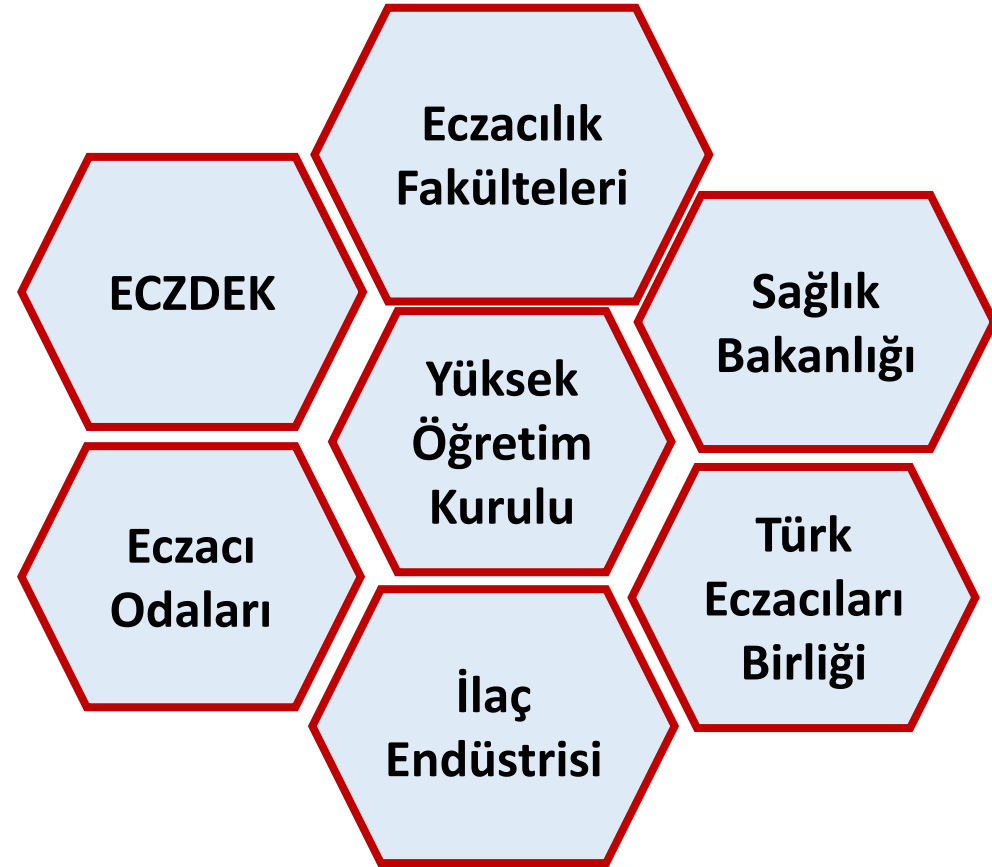 Eczacılık
Fakülteleri
ECZDEK
Sağlık
Bakanlığı
Yüksek
Öğretim
Kurulu
Eczacı
Odaları
Türk
Eczacıları
Birliği
İlaç
Endüstrisi